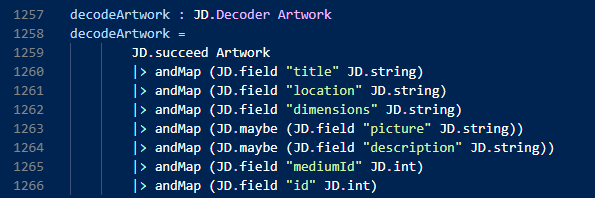 1257 decodeArtwork : JD.Decoder Artwork
1258 decodeArtwork =
1259 JD.succeed Artwork
1260 |> andMap (JD.field "title" JD.string)
1261 |> andMap (JD.field "location" JD.string)
1262 |> andMap (JD.field "dimensions" JD.string)
1263 |> andMap (JD.maybe (JD.field "picture" JD.string))
1264 |> andMap (JD.maybe (JD.field "description" JD.string))
1265 |> andMap (JD.field "mediumId" JD.int)
1266 |> andMap (JD.field "id" JD.int)